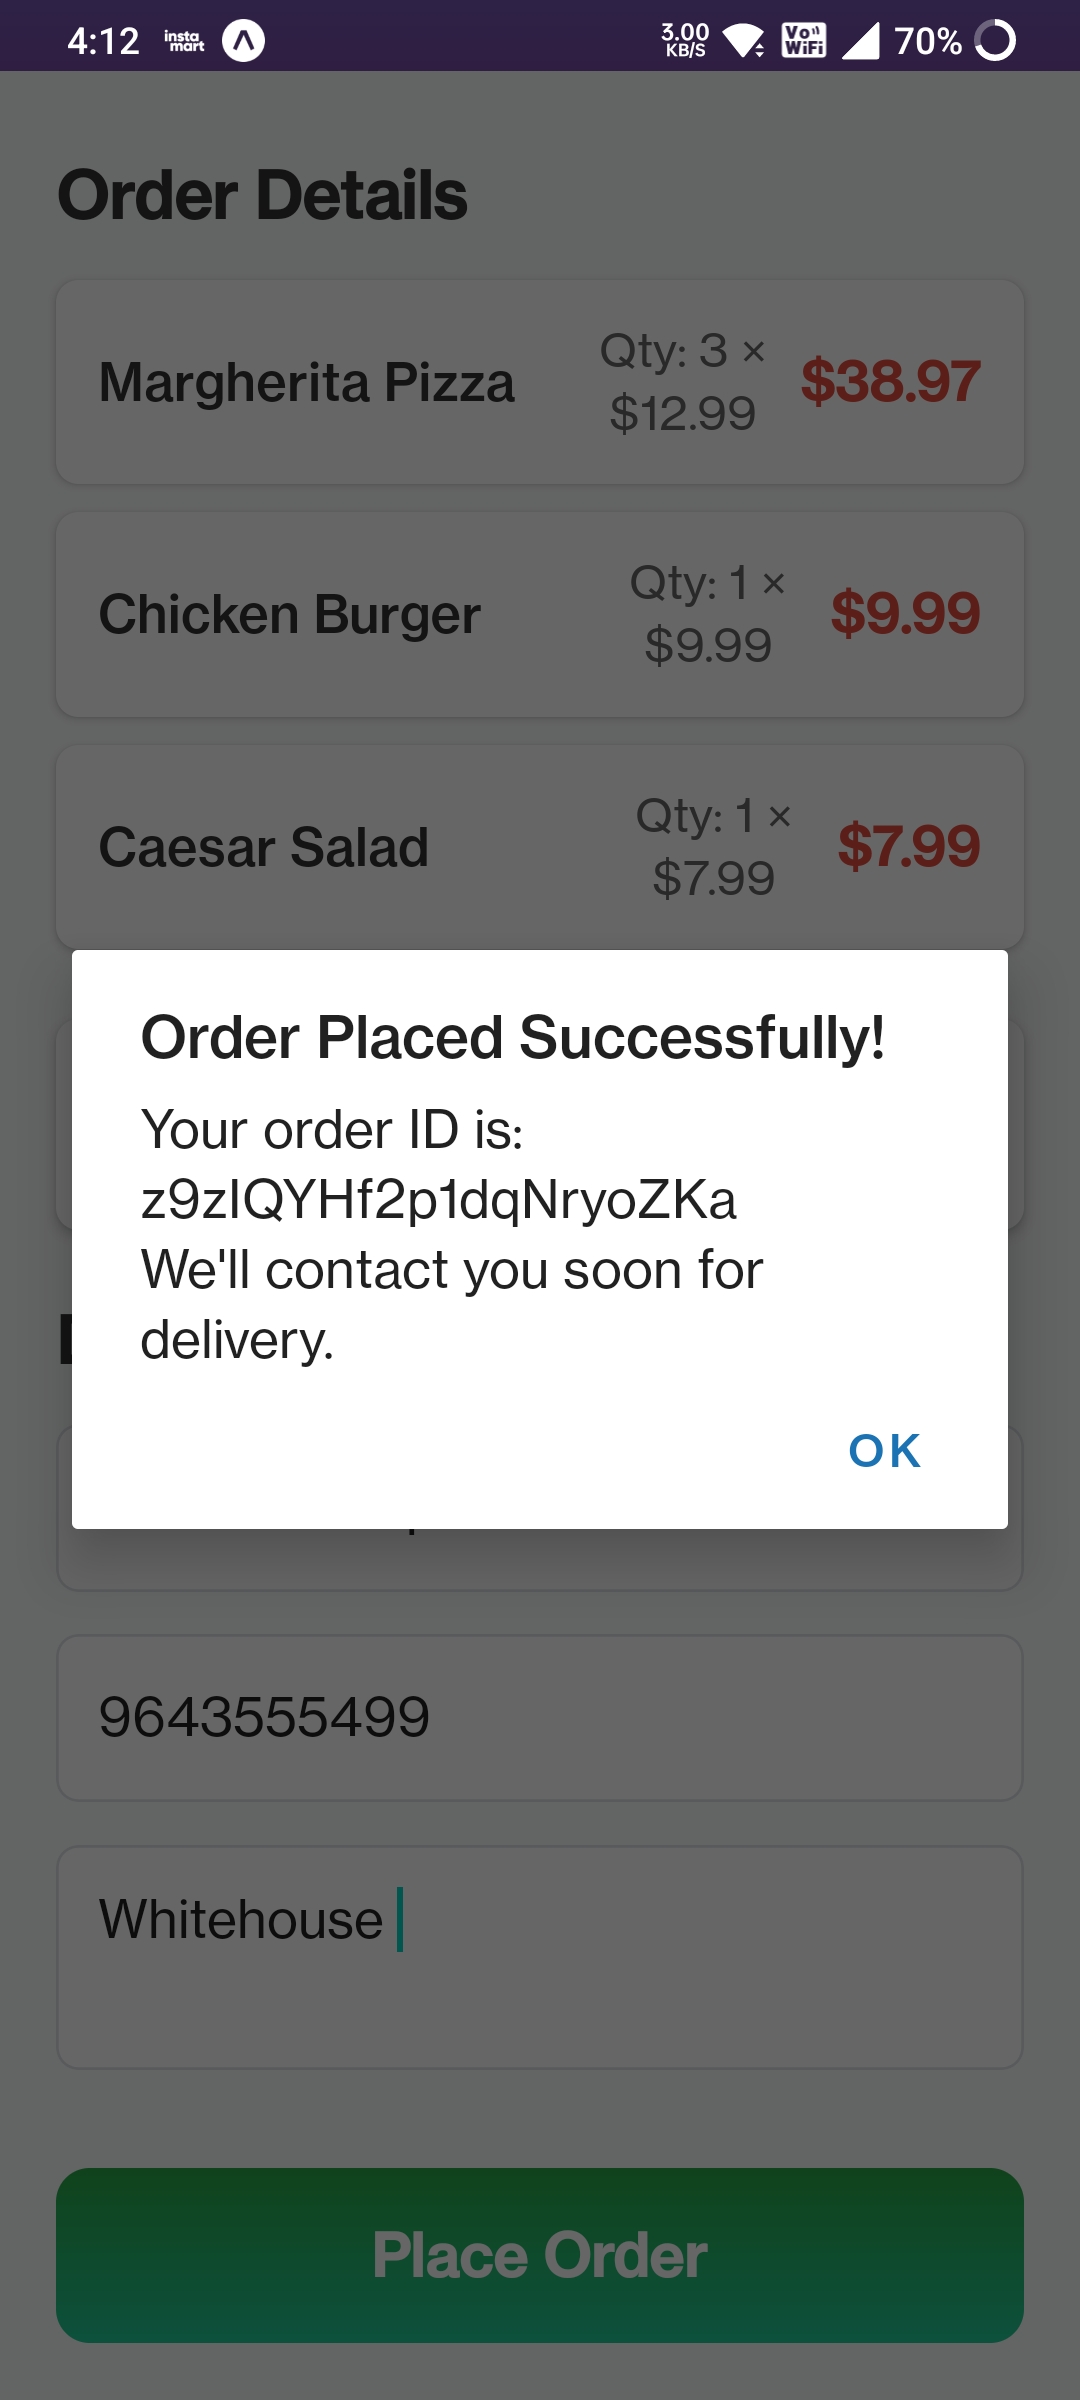 4:12 insta mart 3.00 KB/S Vo WiFi 70%
Order Details
Margherita Pizza
Qty: 3 ×
$12.99
$38.97
Chicken Burger
Qty: 1 ×
$9.99
$9.99
Caesar Salad
Qty: 1 ×
$7.99
$7.99
Order Placed Successfully!
Your order ID is:
z9zIQYHf2p1dqNryoZKa
We'll contact you soon for
delivery.
OK
9643555499
Whitehouse
Place Order